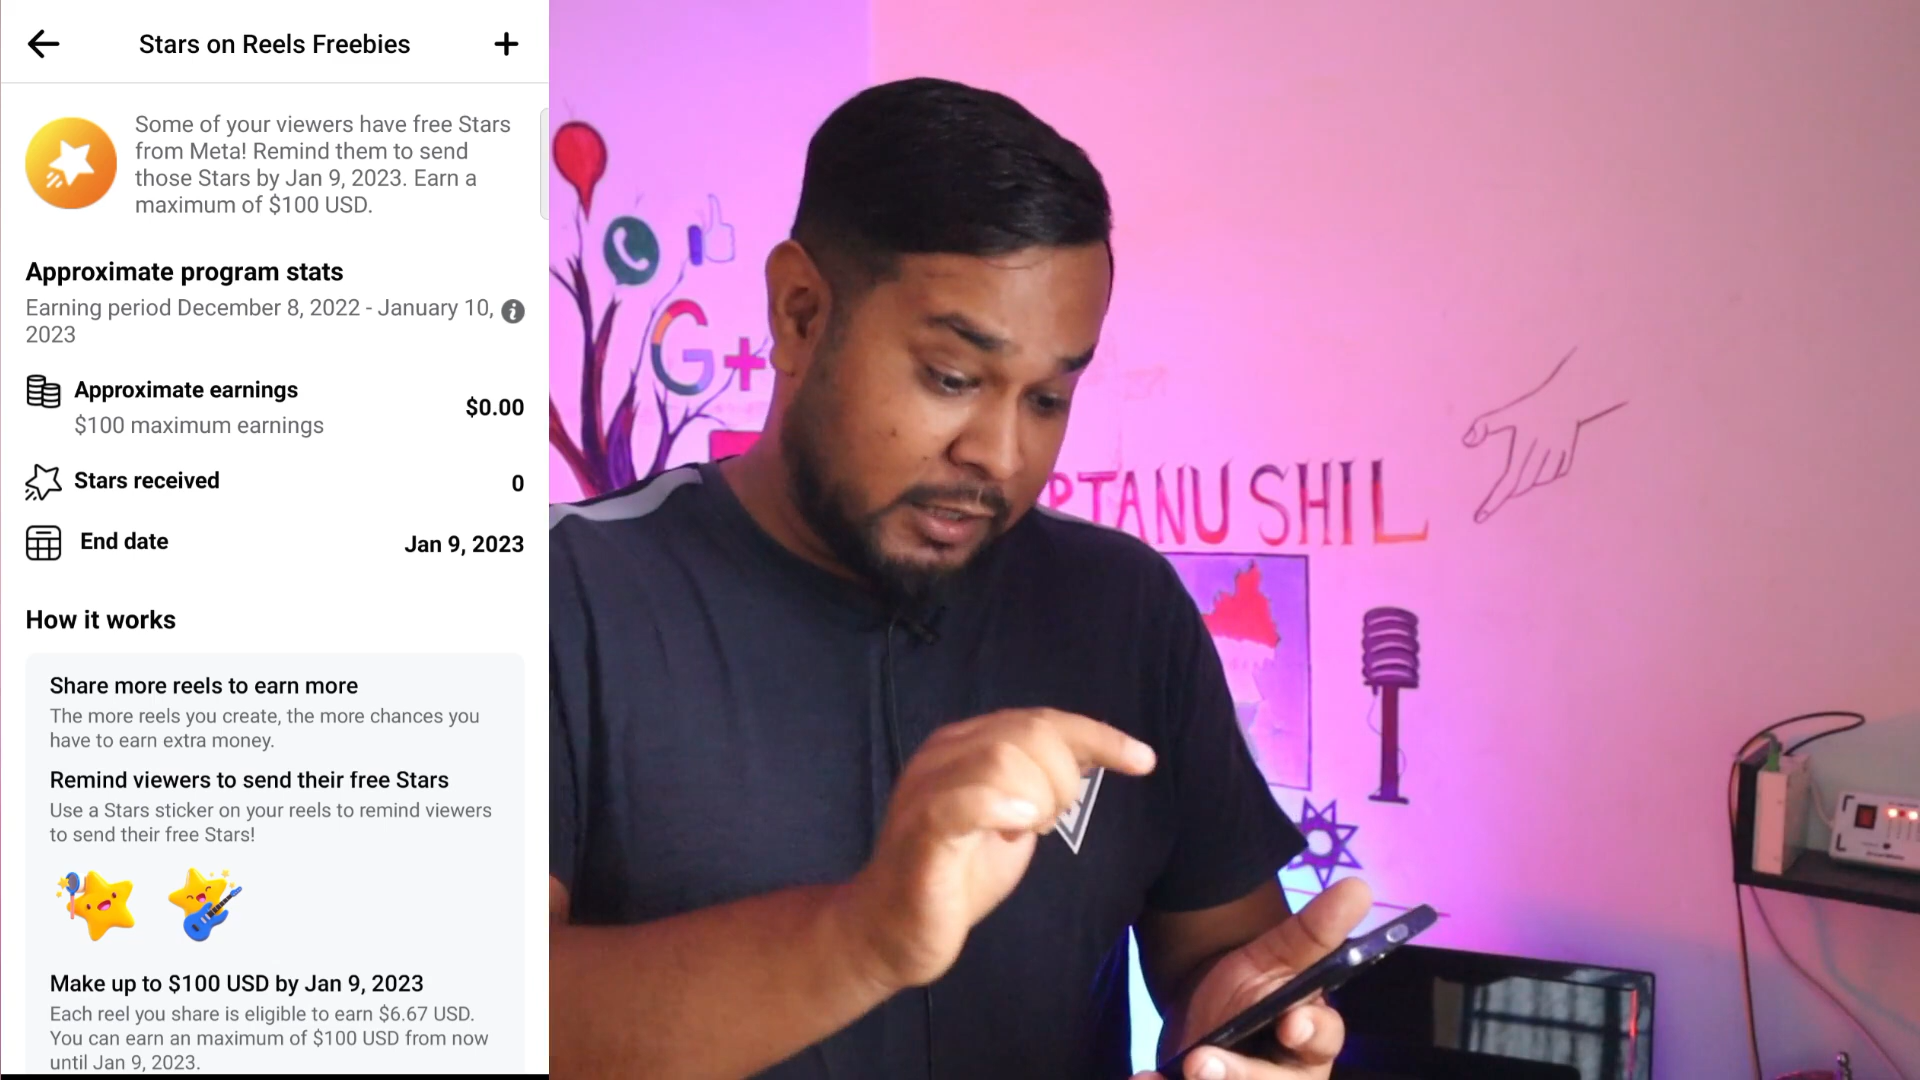 Stars on Reels Freebies
Some of your viewers have free Stars
from Meta! Remind them to send
those Stars by Jan 9, 2023. Earn a
maximum of $100 USD.
Approximate program stats
Earning period December 8, 2022 - January 10,
2023
Approximate earnings
$0.00
$100 maximum earnings
Stars received
0
End date
Jan 9, 2023
How it works
Share more reels to earn more
The more reels you create, the more chances you
have to earn extra money.
Remind viewers to send their free Stars
Use a Stars sticker on your reels to remind viewers
to send their free Stars!
Make up to $100 USD by Jan 9, 2023
Each reel you share is eligible to earn $6.67 USD.
You can earn an maximum of $100 USD from now
until Jan 9, 2023.
G+
PTANU SHIL